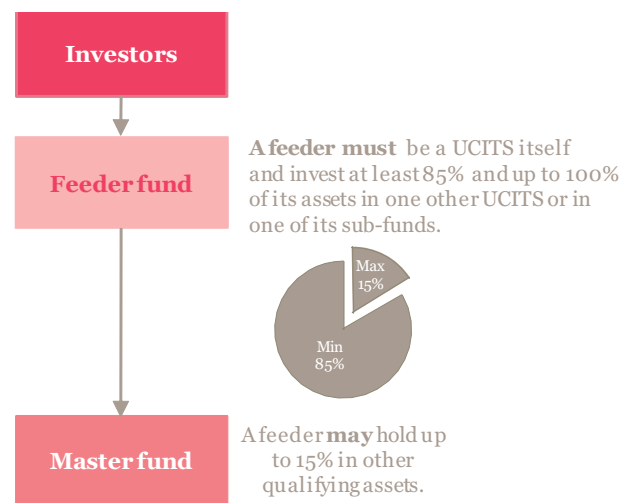 Investors
A feeder must be a UCITS itself
and invest at least 85% and up to 100%
of its assets in one other UCITS or in
one of its sub-funds.
Feeder fund
Max
15%
Min
85%
A feeder may hold up
to 15% in other
qualifying assets.
Master fund